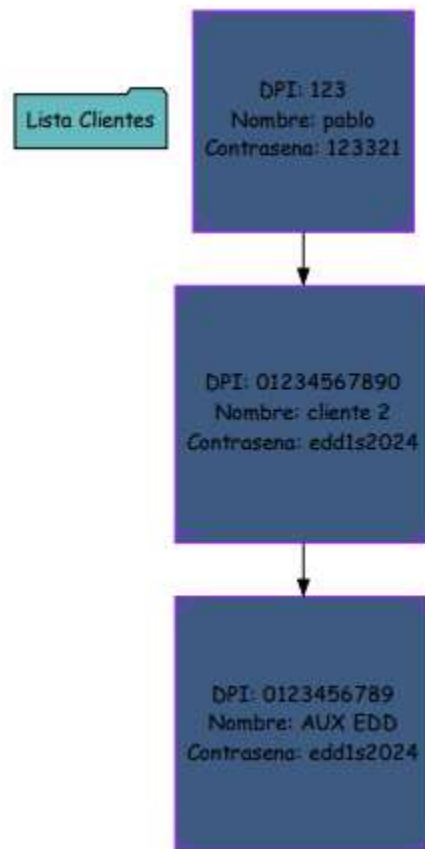 Lista Clientes
DPI: 123
Nombre: pablo
Contrasena: 123321
DPI: 01234567890
Nombre: cliente 2
Contrasena: edd1s2024
DPI: 0123456789
Nombre: AUX EDD
Contrasena: edd1s2024